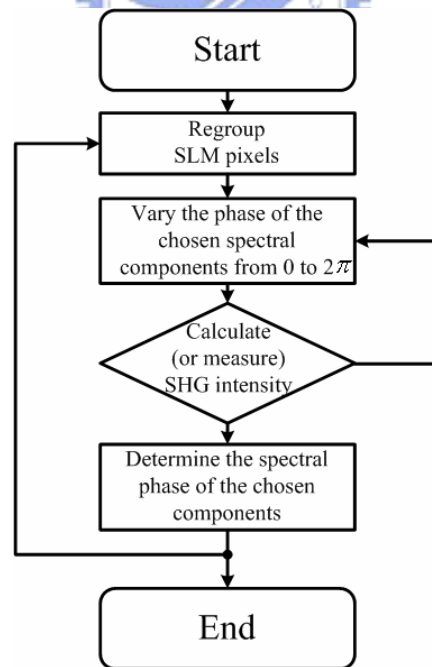 Start
Regroup
SLM pixels
Vary the phase of the
chosen spectral
components from 0 to 2π
Calculate
(or measure)
SHG intensity
Determine the spectral
phase of the chosen
components
End